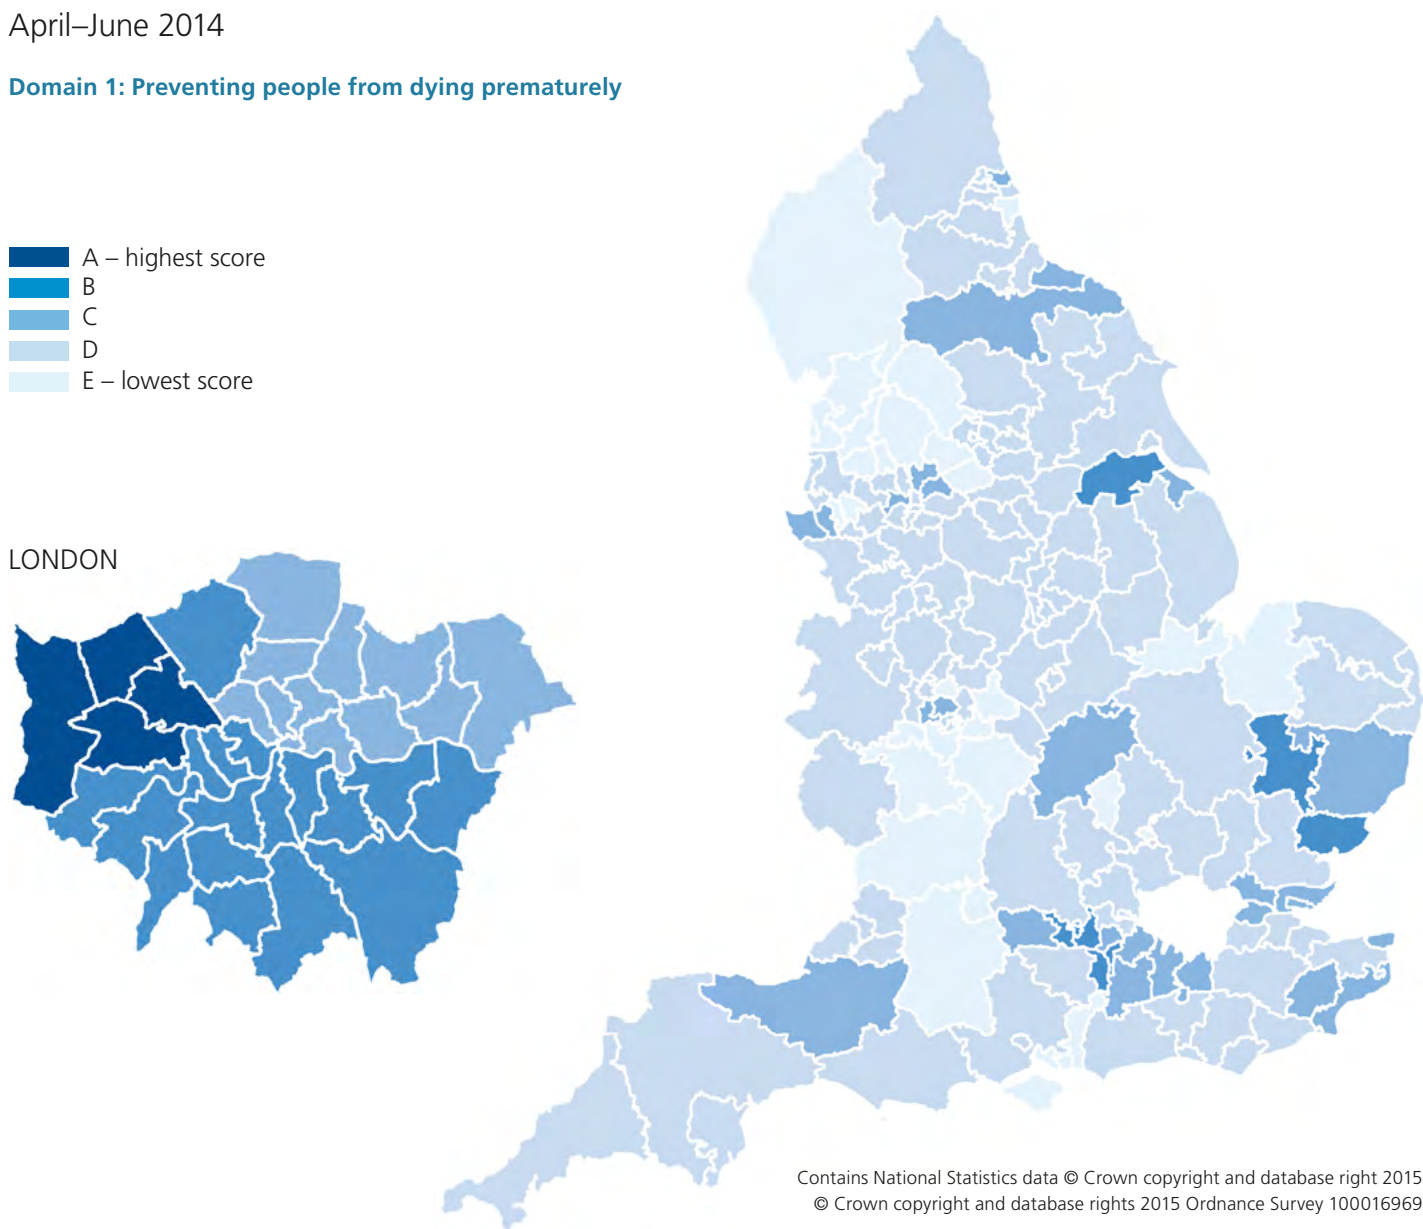 April–June 2014
Domain 1: Preventing people from dying prematurely
A – highest score
B
C
D
E – lowest score
LONDON
Contains National Statistics data © Crown copyright and database right 2015
© Crown copyright and database rights 2015 Ordnance Survey 100016969